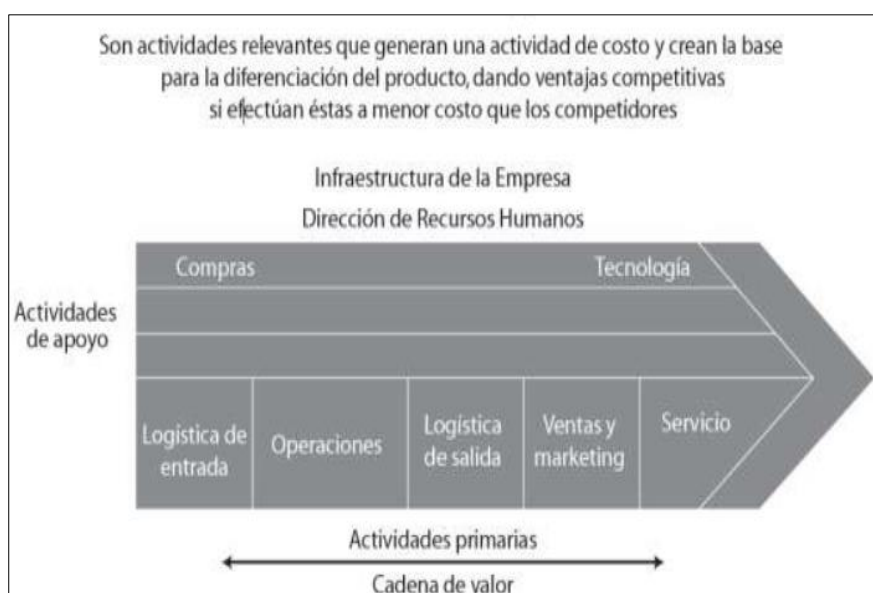 Son actividades relevantes que generan una actividad de costo y crean la base
para la diferenciación del producto, dando ventajas competitivas
si efectúan éstas a menor costo que los competidores
Infraestructura de la Empresa
Dirección de Recursos Humanos
Compras
Tecnología
Actividades
de apoyo
Logística de
entrada
Operaciones
Logística
de salida
Ventas y
marketing
Servicio
Actividades primarias
Cadena de valor